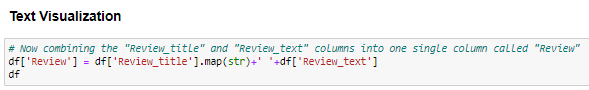 Text Visualization
# Now combining the "Review_title" and "Review_text" columns into one single column called "Review"
df['Review'] = df['Review_title'].map(str)+' '+df['Review_text']
df